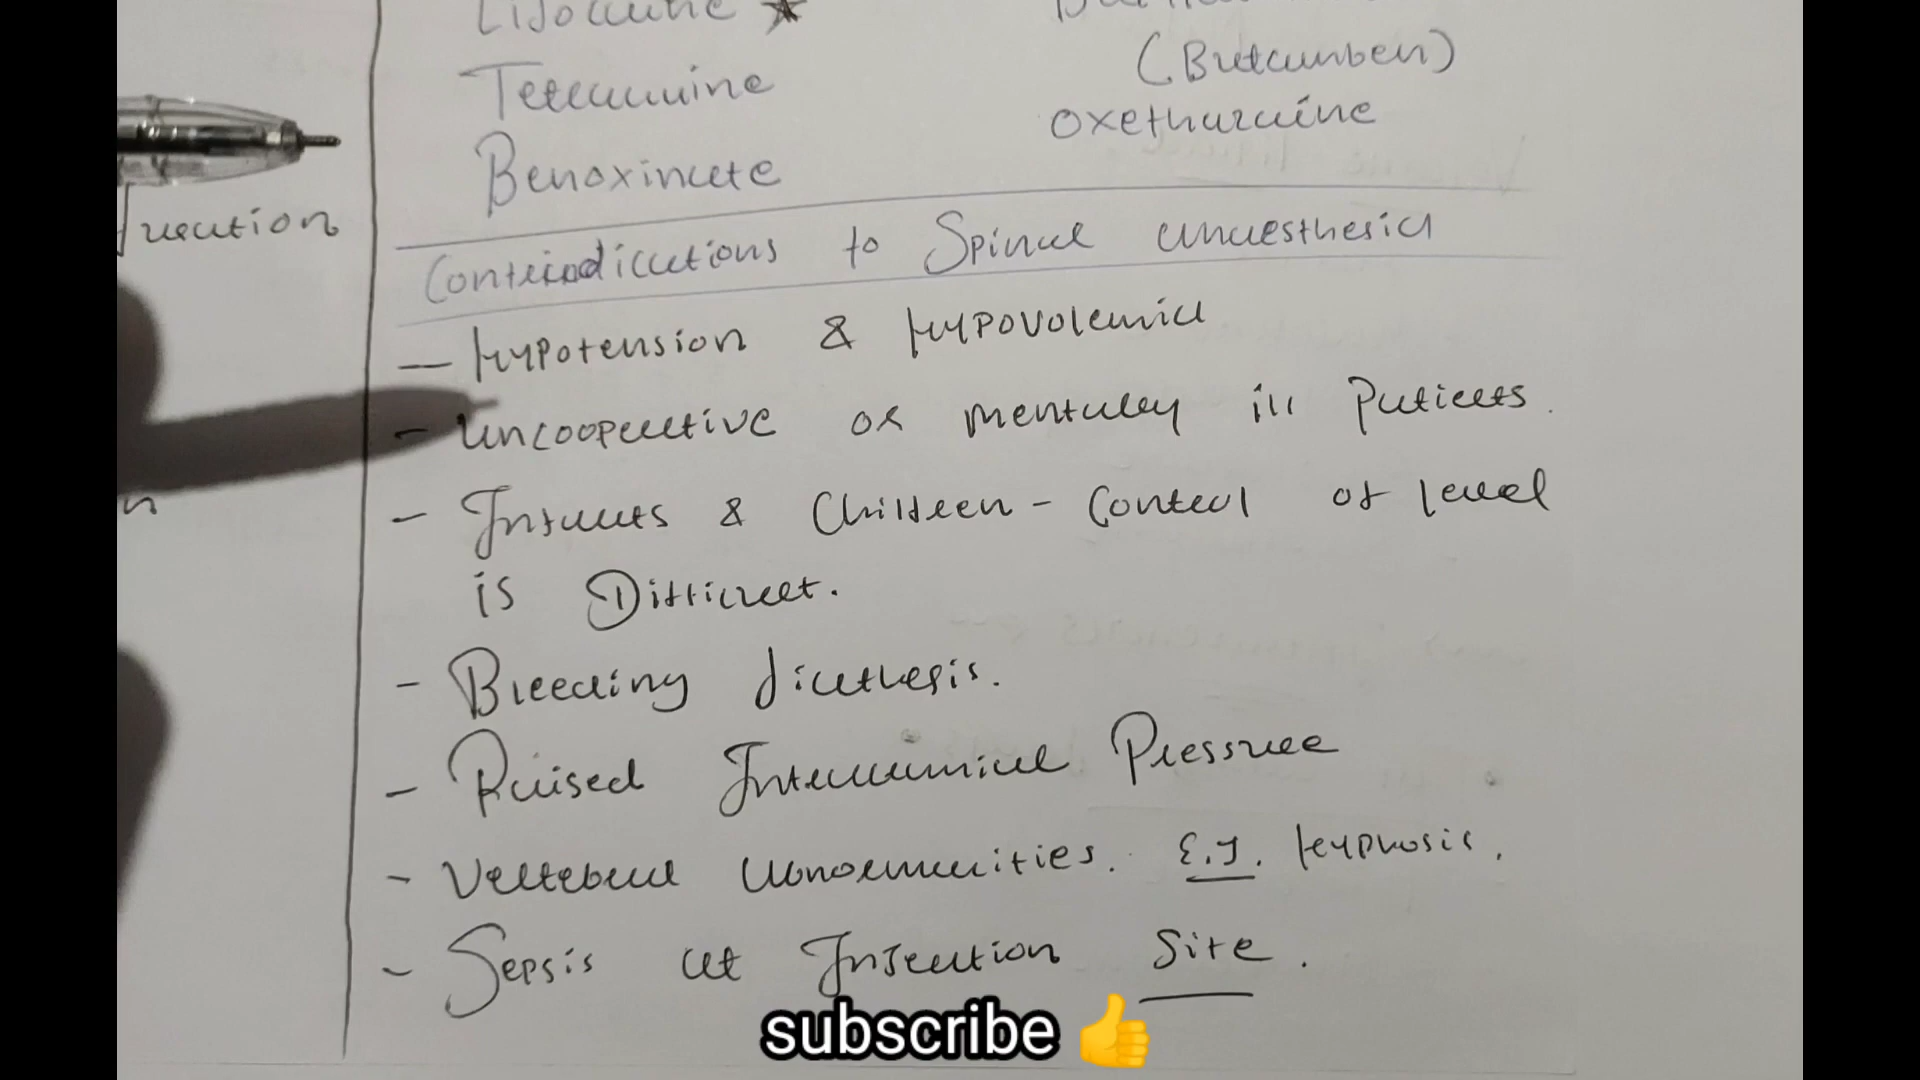 Lidocaine
Tetracaine
(Butamben)
Oxethazaine
Benoxinate
Contraindications to Spinal anaesthesia
— Hypotension & Hypovolemia
- Uncooperative or mentally ill Patients.
- Infants & Children - Control of level
is Difficult.
- Bleeding diathesis.
- Raised Intracranial Pressure
- Vertebral abnormalities. E.g. kyphosis.
- Sepsis at Injection Site.
subscribe 👍